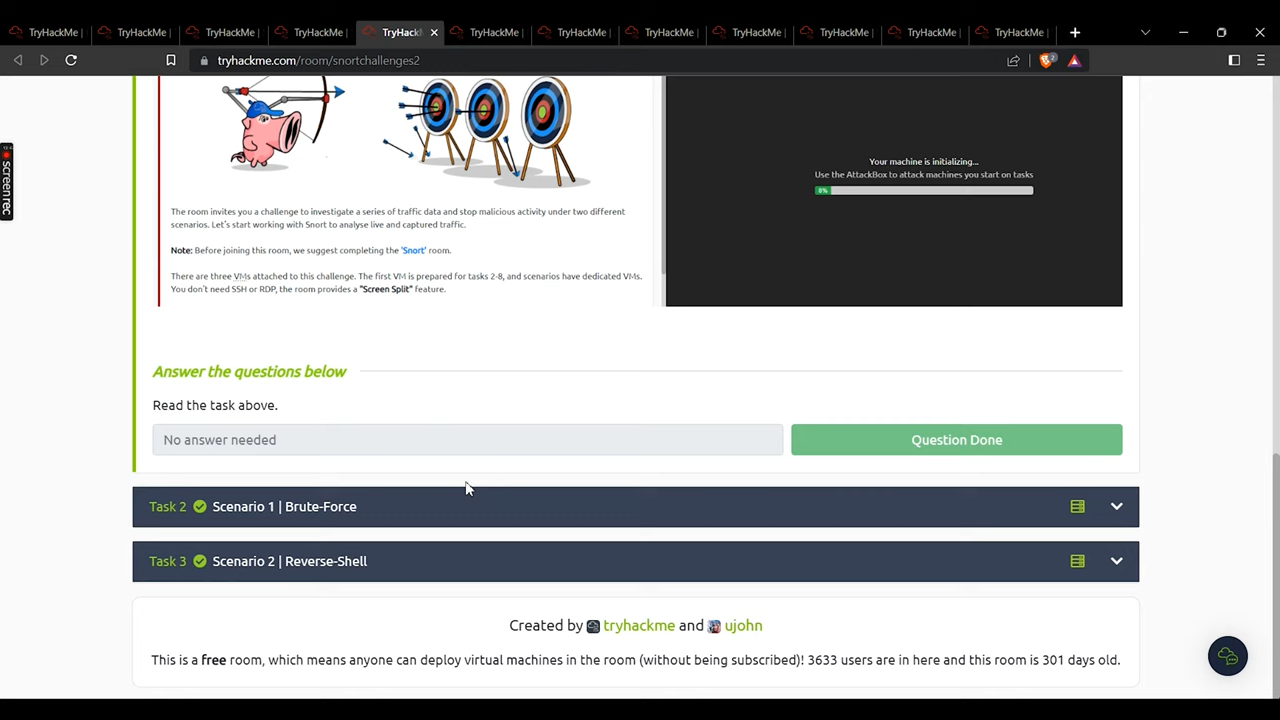 TryHackMe | TryHackMe | TryHackMe | TryHackMe | TryHackM TryHackMe | TryHackMe | TryHackMe | TryHackMe | TryHackMe | TryHackMe | TryHackMe |
tryhackme.com/room/snortchallenges2
2
screen rec
Your machine is initializing...
Use the AttackBox to attack machines you start on tasks
8%
The room invites you a challenge to investigate a series of traffic data and stop malicious activity under two different
scenarios. Let's start working with Snort to analyse live and captured traffic.
Note: Before joining this room, we suggest completing the 'Snort' room.
There are three VMs attached to this challenge. The first VM is prepared for tasks 2-8, and scenarios have dedicated VMs.
You don't need SSH or RDP, the room provides a "Screen Split" feature.
Answer the questions below
Read the task above.
No answer needed
Question Done
Task 2 Scenario 1 | Brute-Force
Task 3 Scenario 2 | Reverse-Shell
Created by tryhackme and ujohn
This is a free room, which means anyone can deploy virtual machines in the room (without being subscribed)! 3633 users are in here and this room is 301 days old.